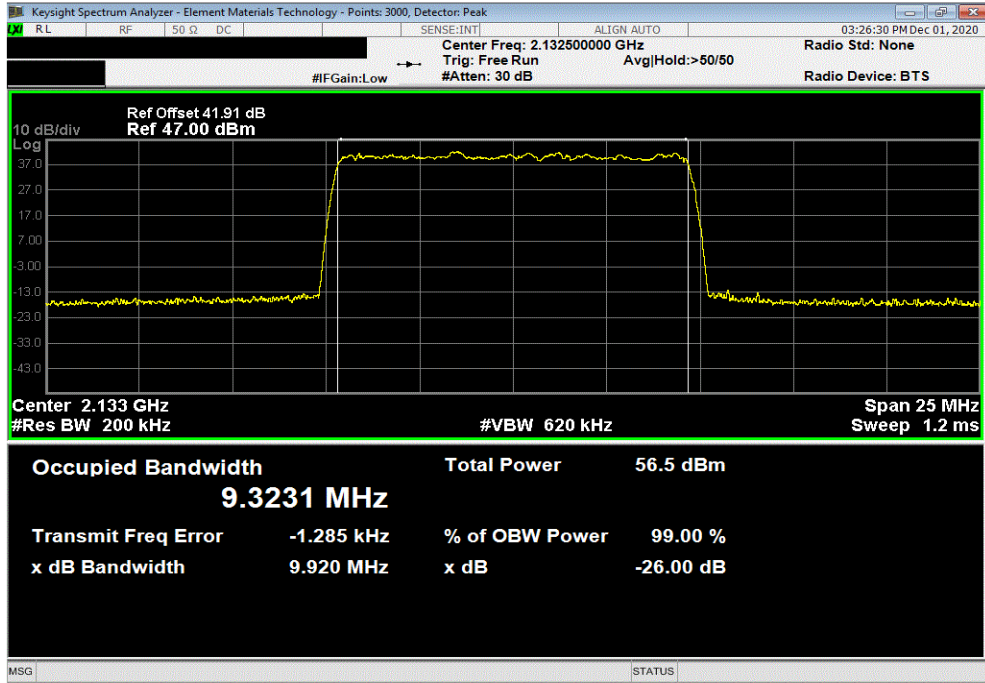 Keysight Spectrum Analyzer - Element Materials Technology - Points: 3000, Detector: Peak
LXI RL RF 50 Ω DC SENSE:INT ALIGN AUTO 03:26:30 PM Dec 01, 2020
Center Freq: 2.132500000 GHz Radio Std: None
Trig: Free Run Avg|Hold:>50/50
#IFGain:Low #Atten: 30 dB Radio Device: BTS
Ref Offset 41.91 dB
10 dB/div Ref 47.00 dBm
Log
37.0
27.0
17.0
7.00
-3.00
-13.0
-23.0
-33.0
-43.0
Center 2.133 GHz Span 25 MHz
#Res BW 200 kHz #VBW 620 kHz Sweep 1.2 ms
Occupied Bandwidth Total Power 56.5 dBm
9.3231 MHz
Transmit Freq Error -1.285 kHz % of OBW Power 99.00 %
x dB Bandwidth 9.920 MHz x dB -26.00 dB
MSG STATUS